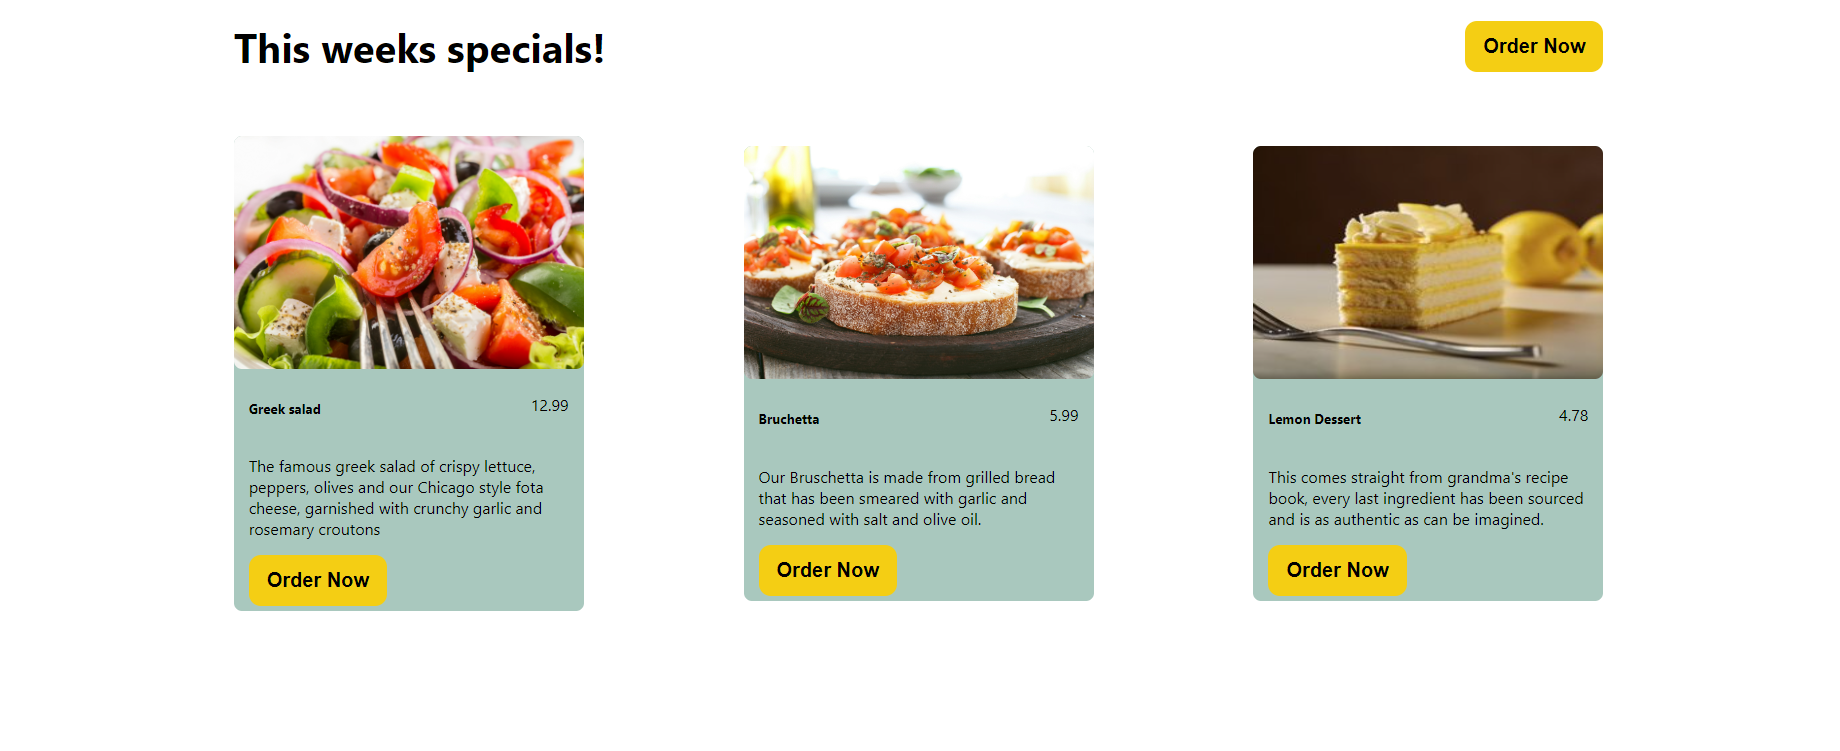 This weeks specials!
Order Now
Greek salad
12.99
The famous greek salad of crispy lettuce,
peppers, olives and our Chicago style fota
cheese, garnished with crunchy garlic and
rosemary croutons
Order Now
Bruchetta
5.99
Our Bruschetta is made from grilled bread
that has been smeared with garlic and
seasoned with salt and olive oil.
Order Now
Lemon Dessert
4.78
This comes straight from grandma's recipe
book, every last ingredient has been sourced
and is as authentic as can be imagined.
Order Now